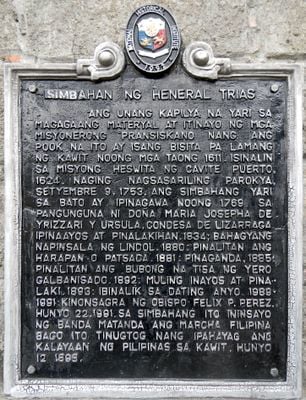 SIMBAHAN NG HENERAL TRIAS
ANG UNANG KAPILYA NA YARI SA
MAGAGAANG MATERYAL AT ITINAYO NG MGA
MISYONERONG PRANSISKANO NANG ANG
POOK NA ITO AY ISANG BISITA PA LAMANG
NG KAWIT NOONG MGA TAONG 1611. ISINALIN
SA MISYONG HESWITA NG CAVITE PUERTO,
1624. NAGING NAGSASARILING PAROKYA,
SETYEMBRE 9, 1753. ANG SIMBAHANG YARI
SA BATO AY IPINAGAWA NOONG 1769 SA
PANGUNGUNA NI DONA MARIA JOSEPHA DE
YRIZZARI Y URSULA, CONDESA DE LIZARRAGA.
IPINAAYOS AT PINALAKIHAN, 1834; BAHAGYANG
NAPINSALA NG LINDOL, 1880; PINALITAN ANG
HARAPAN O PATSADA, 1881; PINAGANDA, 1885;
PINALITAN ANG BUBONG NA TISA NG YERO
GALBANISADO, 1892; MULING INAYOS AT PINA-
LAKI, 1893; IBINALIK SA DATING ANYO 1989-
1991. KINONSAGRA NG OBISPO FELIX P. PEREZ,
HUNYO 22, 1991. SA SIMBAHANG ITO ININSAYO
NG BANDA MATANDA ANG MARCHA FILIPINA
BAGO ITO TINUGTOG NANG IPAHAYAG ANG
KALAYAAN NG PILIPINAS SA KAWIT, HUNYO
12, 1898.